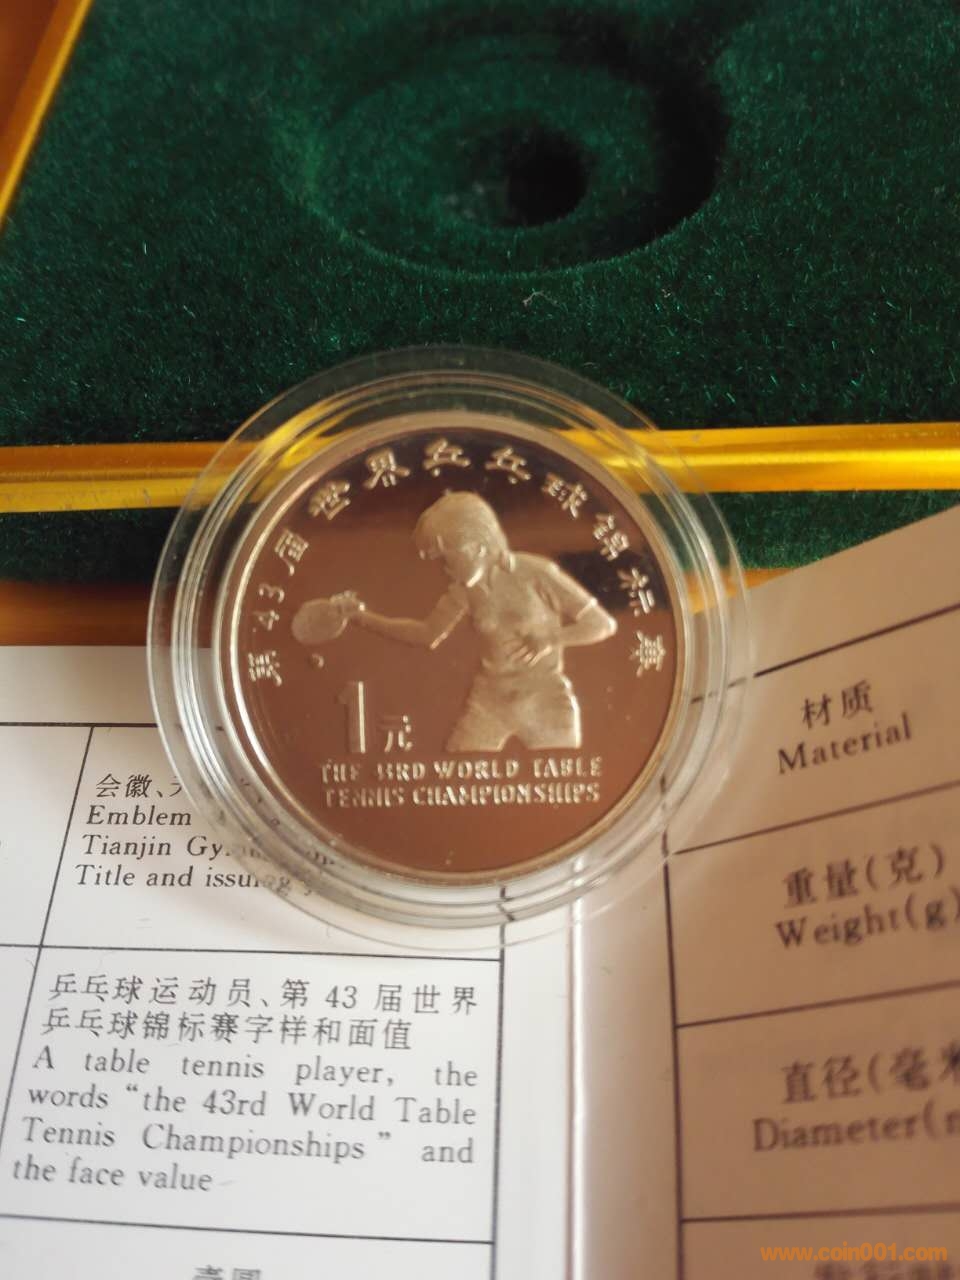 第43届世界乒乓球锦标赛
1元
THE 43RD WORLD TABLE
TENNIS CHAMPIONSHIPS
会徽、天
Emblem
Tianjin Gy
Title and issuing
乒乓球运动员、第 43 届世界
乒乓球锦标赛字样和面值
A table tennis player, the
words “the 43rd World Table
Tennis Championships” and
the face value
材质
Material
重量(克)
Weight(g)
直径(毫米
Diameter(m
www.coin001.com